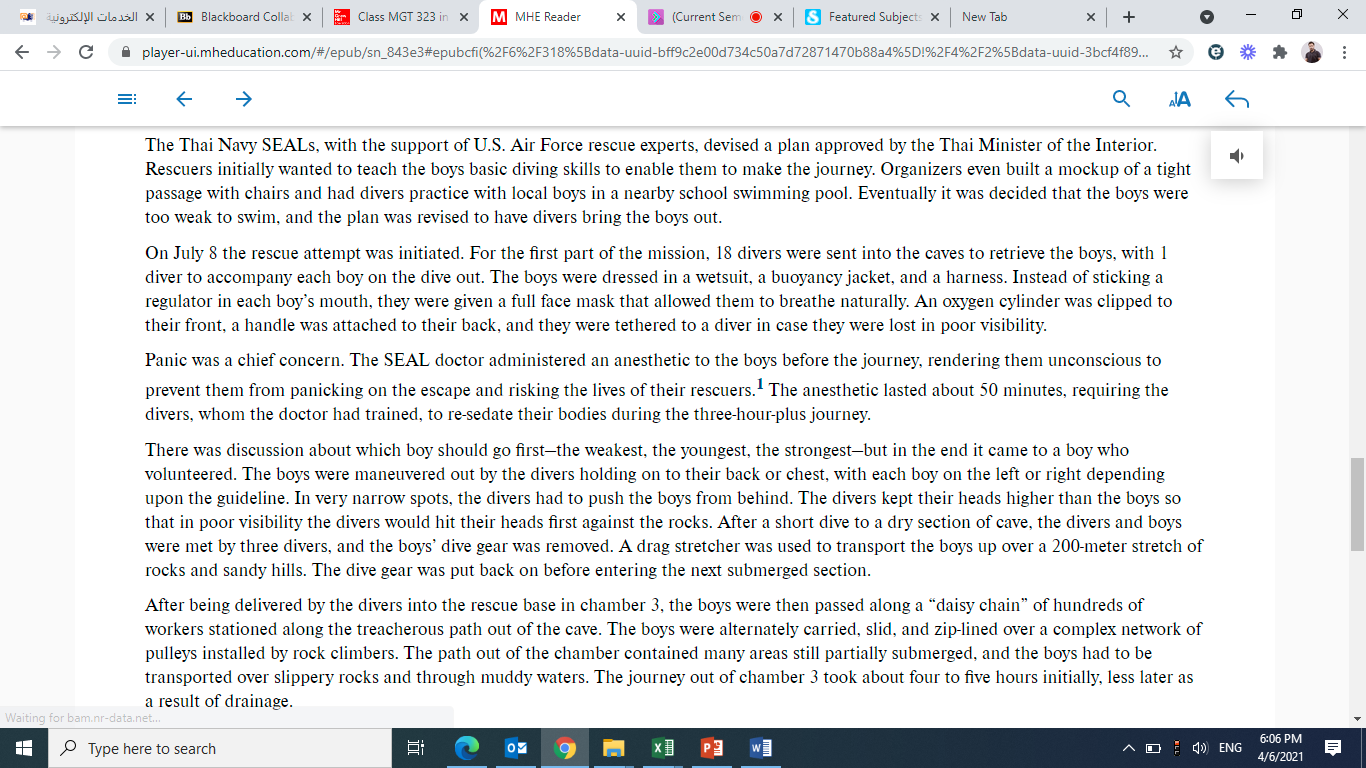 الخدمات الإلكترونية
Blackboard Colla
Class MGT 323 in
MHE Reader
(Current Sem
Featured Subjects
New Tab
player-ui.mheducation.com/#/epub/sn_843e3#epubcfi(%2F6%2F318%5Bdata-uuid-bff9c2e00d734c50a7d72871470b88a4%5D!%2F4%2F2%5Bdata-uuid-3bcf4f89...
The Thai Navy SEALs, with the support of U.S. Air Force rescue experts, devised a plan approved by the Thai Minister of the Interior.
Rescuers initially wanted to teach the boys basic diving skills to enable them to make the journey. Organizers even built a mockup of a tight
passage with chairs and had divers practice with local boys in a nearby school swimming pool. Eventually it was decided that the boys were
too weak to swim, and the plan was revised to have divers bring the boys out.
On July 8 the rescue attempt was initiated. For the first part of the mission, 18 divers were sent into the caves to retrieve the boys, with 1
diver to accompany each boy on the dive out. The boys were dressed in a wetsuit, a buoyancy jacket, and a harness. Instead of sticking a
regulator in each boy's mouth, they were given a full face mask that allowed them to breathe naturally. An oxygen cylinder was clipped to
their front, a handle was attached to their back, and they were tethered to a diver in case they were lost in poor visibility.
Panic was a chief concern. The SEAL doctor administered an anesthetic to the boys before the journey, rendering them unconscious to
prevent them from panicking on the escape and risking the lives of their rescuers.1 The anesthetic lasted about 50 minutes, requiring the
divers, whom the doctor had trained, to re-sedate their bodies during the three-hour-plus journey.
There was discussion about which boy should go first—the weakest, the youngest, the strongest—but in the end it came to a boy who
volunteered. The boys were maneuvered out by the divers holding on to their back or chest, with each boy on the left or right depending
upon the guideline. In very narrow spots, the divers had to push the boys from behind. The divers kept their heads higher than the boys so
that in poor visibility the divers would hit their heads first against the rocks. After a short dive to a dry section of cave, the divers and boys
were met by three divers, and the boys' dive gear was removed. A drag stretcher was used to transport the boys up over a 200-meter stretch of
rocks and sandy hills. The dive gear was put back on before entering the next submerged section.
After being delivered by the divers into the rescue base in chamber 3, the boys were then passed along a "daisy chain" of hundreds of
workers stationed along the treacherous path out of the cave. The boys were alternately carried, slid, and zip-lined over a complex network of
pulleys installed by rock climbers. The path out of the chamber contained many areas still partially submerged, and the boys had to be
transported over slippery rocks and through muddy waters. The journey out of chamber 3 took about four to five hours initially, less later as
a result of drainage.
Waiting for bam.nr-data.net...
Type here to search
ENG
6:06 PM
4/6/2021